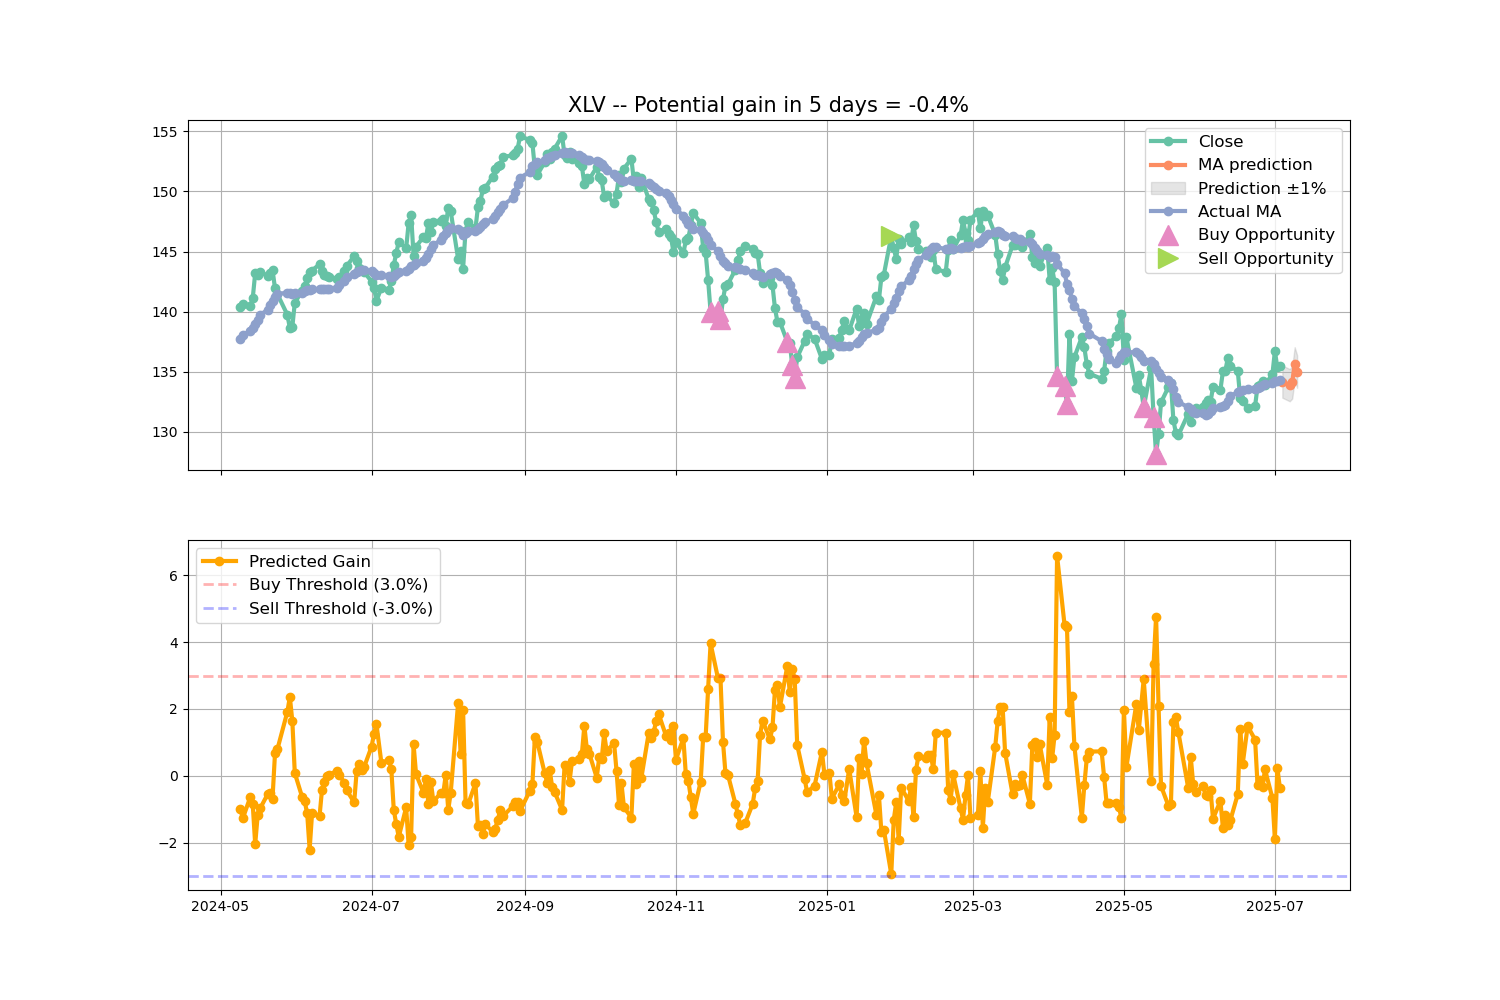 XLV -- Potential gain in 5 days = -0.4%
155
150
145
140
135
130
Close
MA prediction
Prediction ±1%
Actual MA
Buy Opportunity
Sell Opportunity
6
4
2
0
−2
Predicted Gain
Buy Threshold (3.0%)
Sell Threshold (-3.0%)
2024-05
2024-07
2024-09
2024-11
2025-01
2025-03
2025-05
2025-07